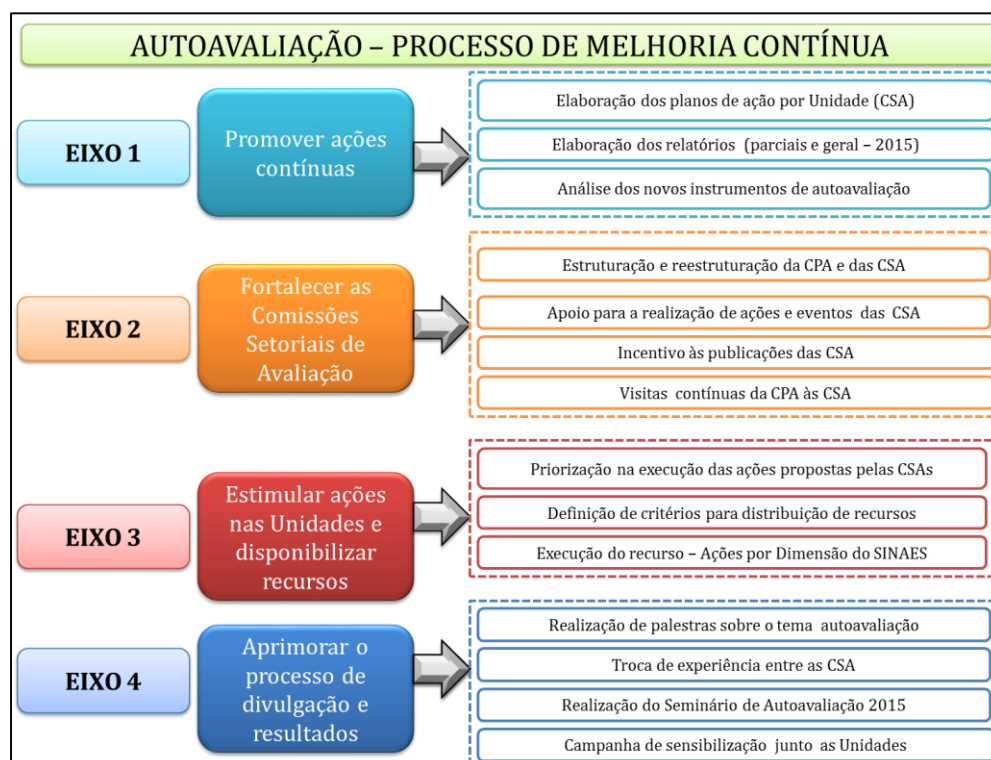 AUTOAVALIAÇÃO – PROCESSO DE MELHORIA CONTÍNUA
EIXO 1
Promover ações
contínuas
Elaboração dos planos de ação por Unidade (CSA)
Elaboração dos relatórios (parciais e geral – 2015)
Análise dos novos instrumentos de autoavaliação
EIXO 2
Fortalecer as
Comissões
Setoriais de
Avaliação
Estruturação e reestruturação da CPA e das CSA
Apoio para a realização de ações e eventos das CSA
Incentivo às publicações das CSA
Visitas contínuas da CPA às CSA
EIXO 3
Estimular ações
nas Unidades e
disponibilizar
recursos
Priorização na execução das ações propostas pelas CSAs
Definição de critérios para distribuição de recursos
Execução do recurso – Ações por Dimensão do SINAES
EIXO 4
Aprimorar o
processo de
divulgação e
resultados
Realização de palestras sobre o tema autoavaliação
Troca de experiência entre as CSA
Realização do Seminário de Autoavaliação 2015
Campanha de sensibilização junto as Unidades